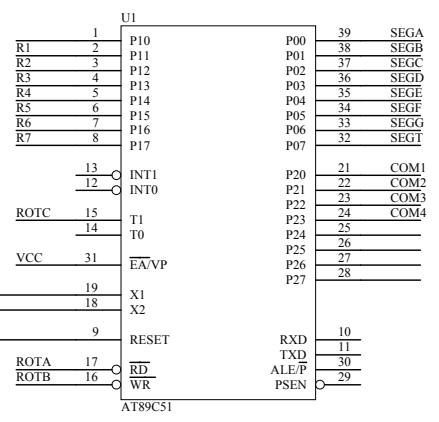 U1
1 P10 P00 39 SEGA
R1 2 P11 P01 38 SEGB
R2 3 P12 P02 37 SEGC
R3 4 P13 P03 36 SEGD
R4 5 P14 P04 35 SEGE
R5 6 P15 P05 34 SEGF
R6 7 P16 P06 33 SEGG
R7 8 P17 P07 32 SEGT
13 INT1 P20 21 COM1
12 INT0 P21 22 COM2
P22 23 COM3
ROTC 15 T1 P23 24 COM4
14 T0 P24 25
P25 26
VCC 31 EA/VP P26 27
P27 28
19 X1
18 X2
9 RESET RXD 10
TXD 11
ROTA 17 RD ALE/P 30
ROTB 16 WR PSEN 29
AT89C51